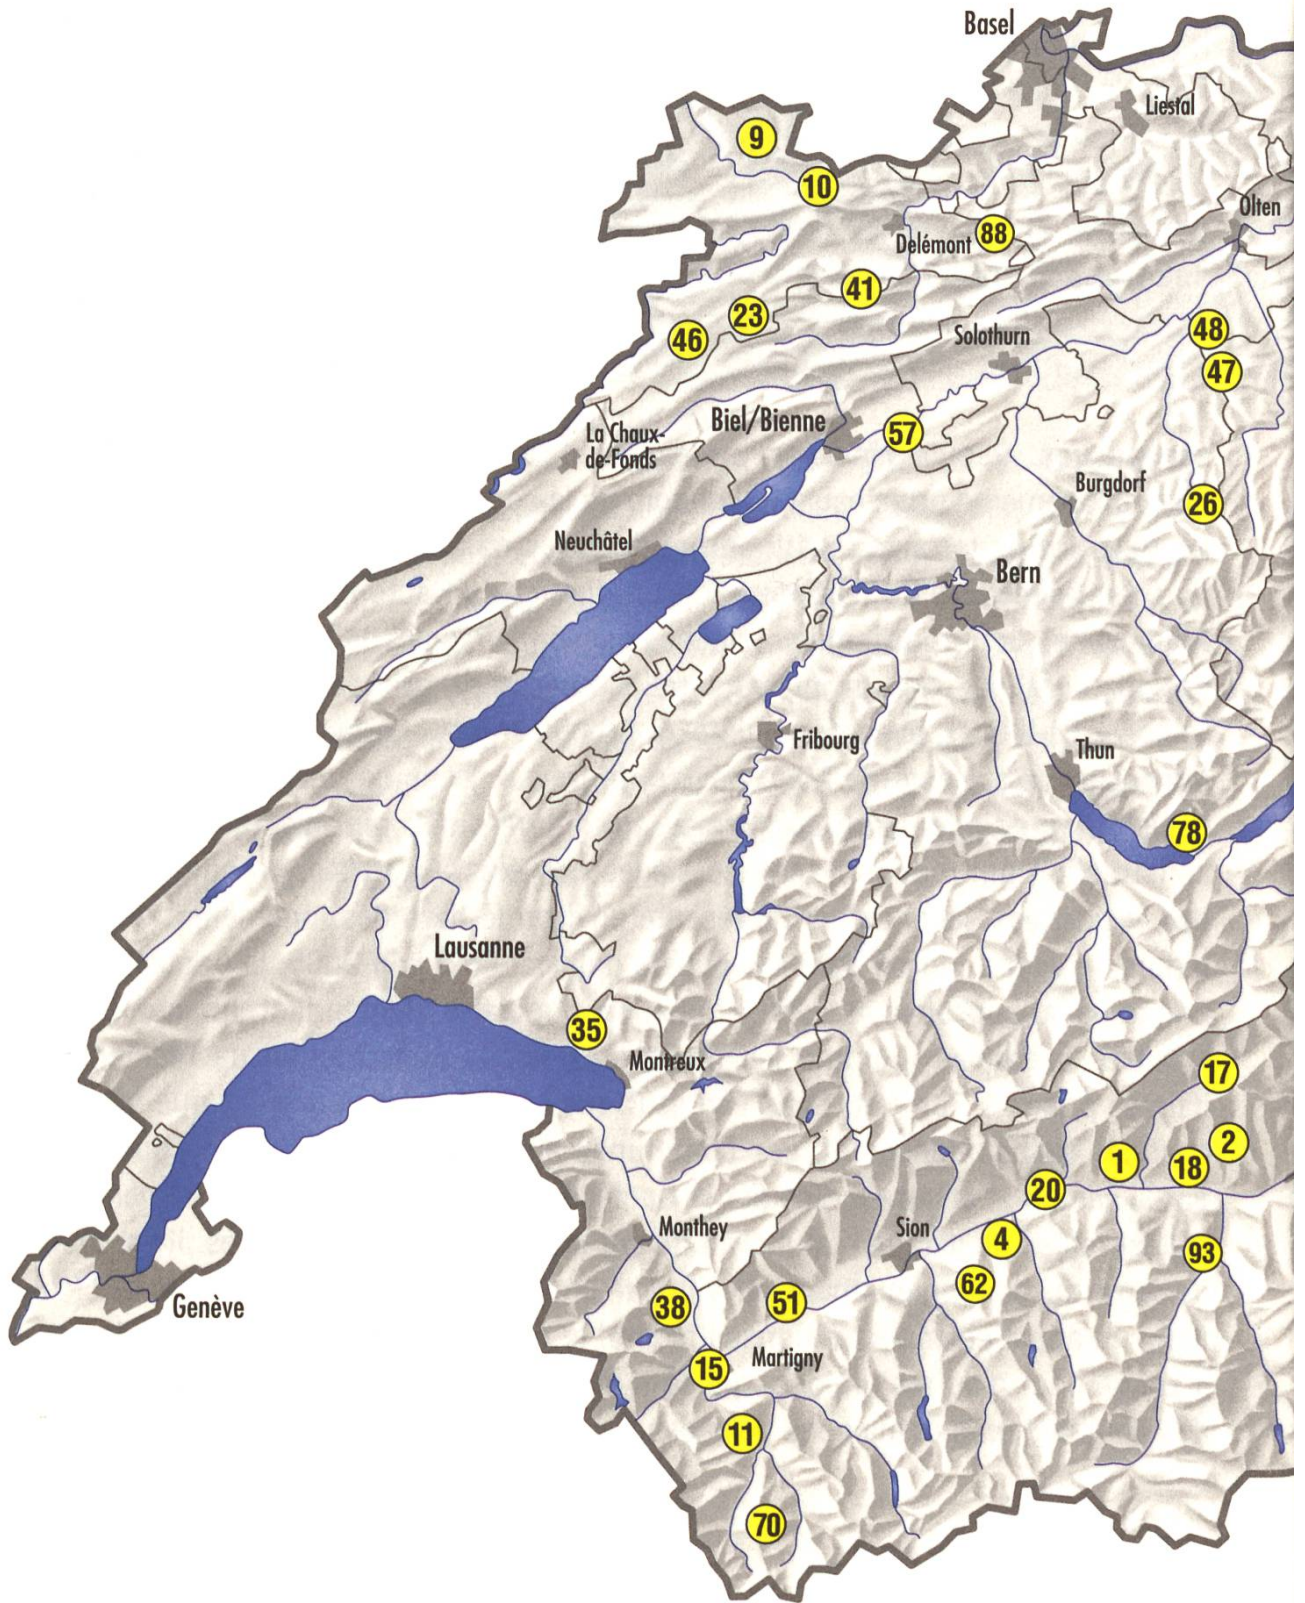 Basel
Liestal
9
10
Olten
88
Delémont
41
23
48
46
Solothurn
47
Biel/Bienne
57
La Chaux-
de-Fonds
Burgdorf
26
Neuchâtel
Bern
Fribourg
Thun
78
Lausanne
35
Montreux
17
2
1
18
20
Monthey
Sion
4
93
62
Genève
38
51
15
Martigny
11
70